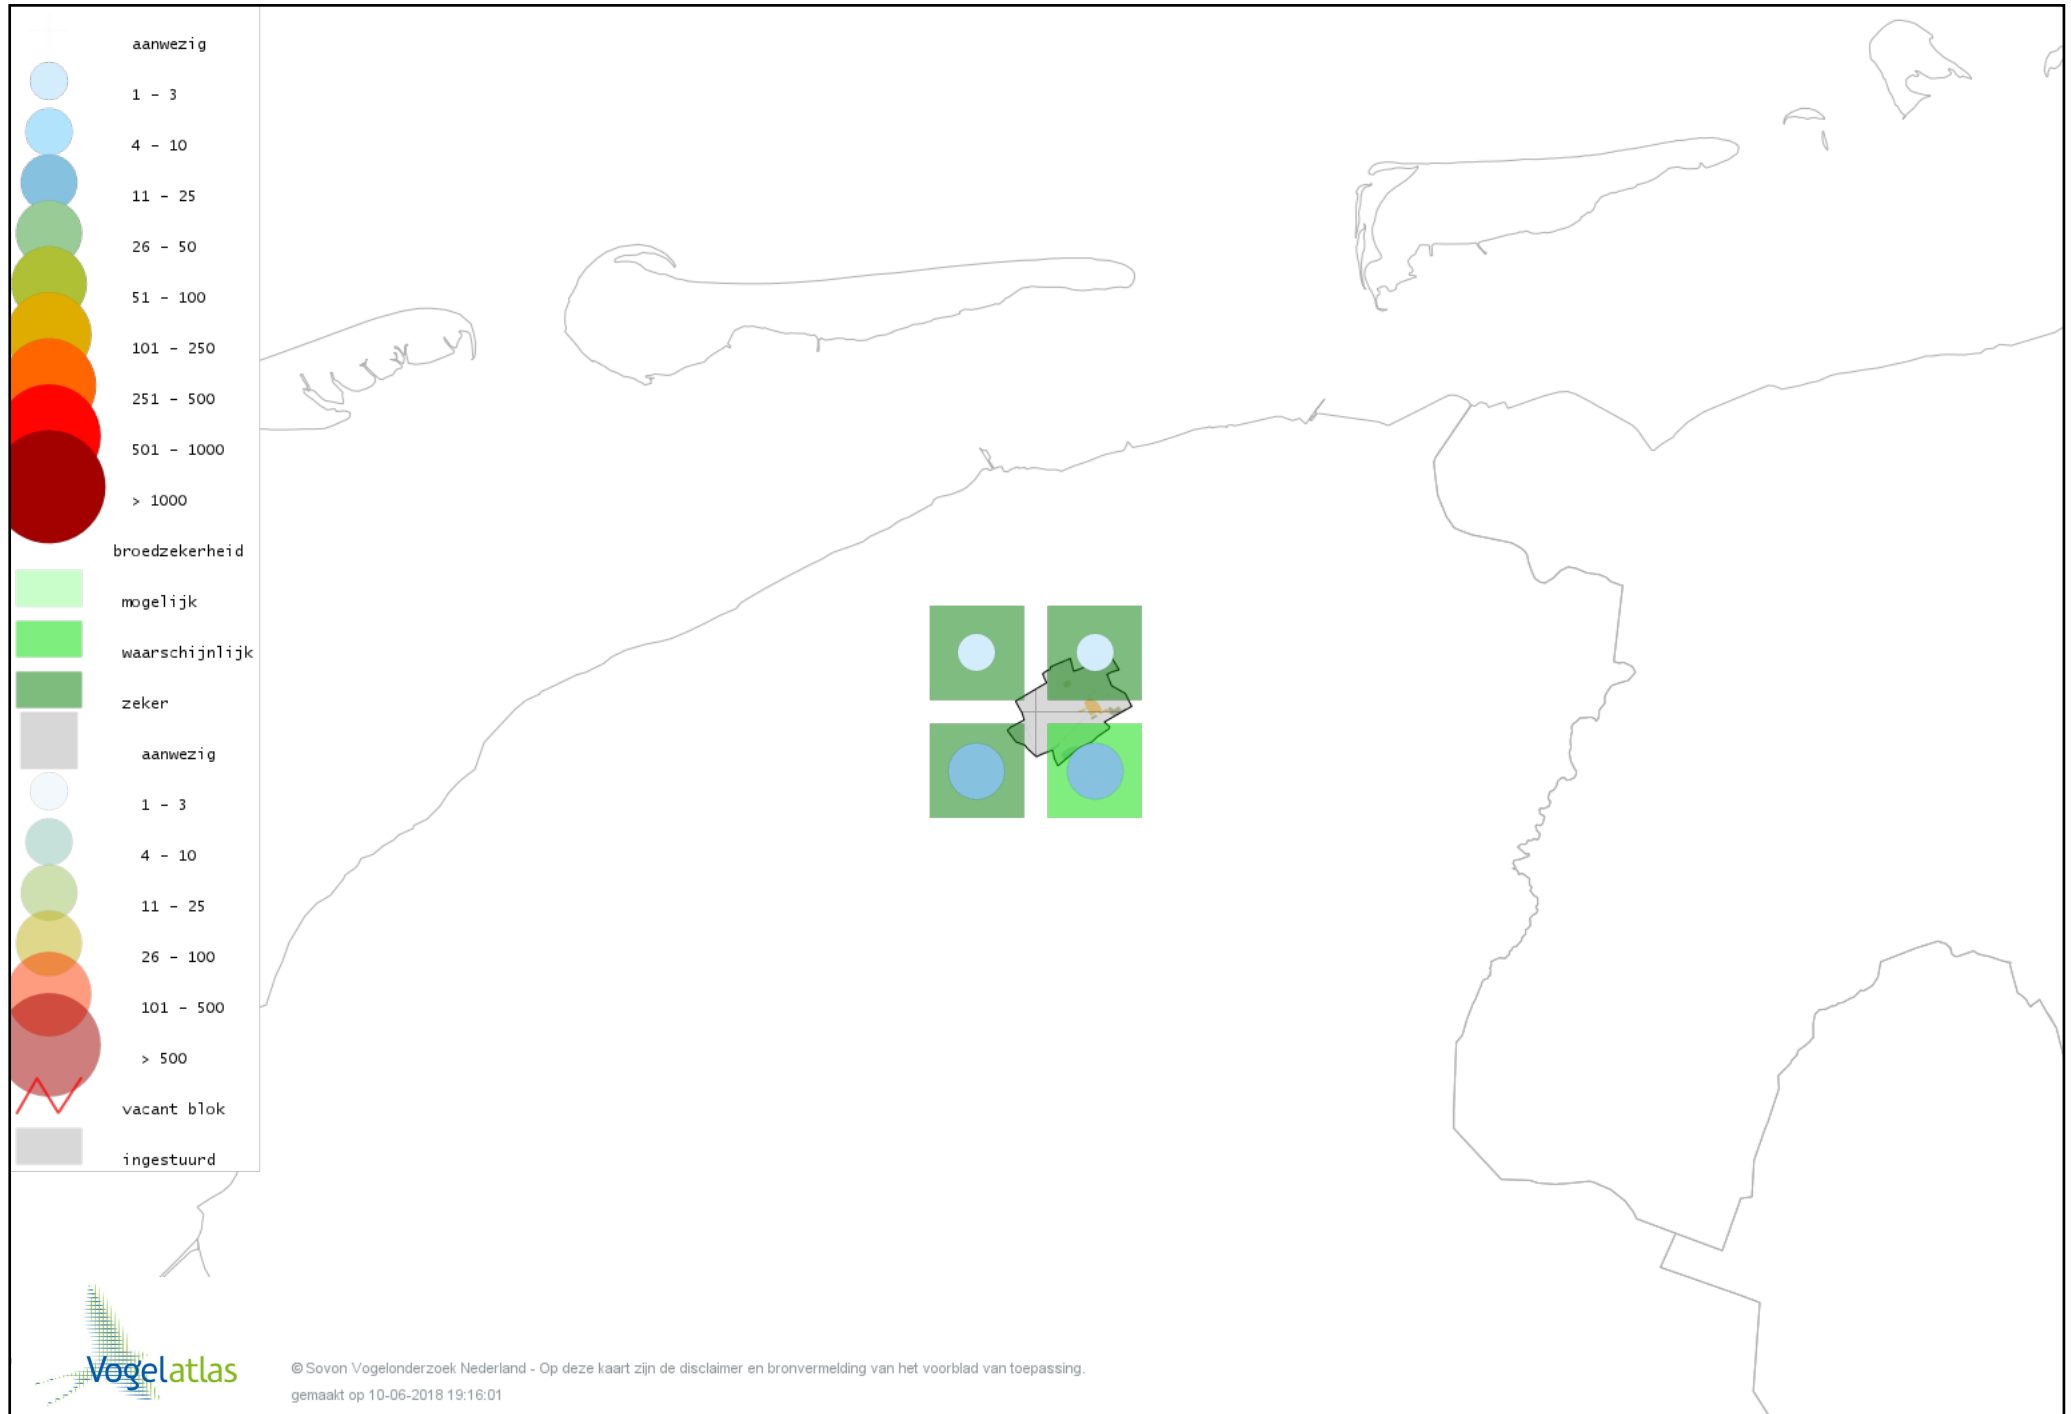 aanwezig
1 - 3
4 - 10
11 - 25
26 - 50
51 - 100
101 - 250
251 - 500
501 - 1000
> 1000
broedzekerheid
mogelijk
waarschijnlijk
zeker
aanwezig
1 - 3
4 - 10
11 - 25
26 - 100
101 - 500
> 500
vacant blok
ingestuurd
Vogelatlas
© Sovon Vogelonderzoek Nederland - Op deze kaart zijn de disclaimer en bronvermelding van het voorblad van toepassing.
gemaakt op 10-06-2018 19:16:01